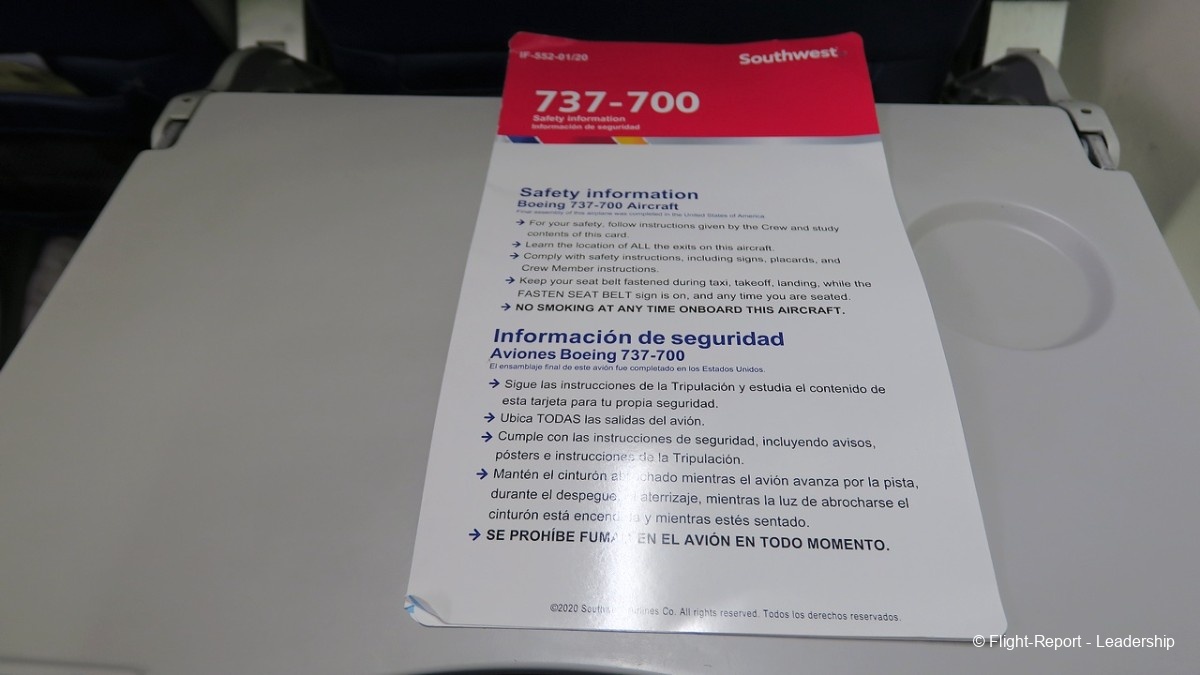 IF-552-01/20
Southwest
737-700
Safety information
Información de seguridad
Safety information
Boeing 737-700 Aircraft
Final assembly of this airplane was completed in the United States of America
→ For your safety, follow instructions given by the Crew and study
contents of this card.
→ Learn the location of ALL the exits on this aircraft.
→ Comply with safety instructions, including signs, placards, and
Crew Member instructions.
→ Keep your seat belt fastened during taxi, takeoff, landing, while the
FASTEN SEAT BELT sign is on, and any time you are seated.
→ NO SMOKING AT ANY TIME ONBOARD THIS AIRCRAFT.
Información de seguridad
Aviones Boeing 737-700
El ensamblaje final de este avión fue completado en los Estados Unidos.
→ Sigue las instrucciones de la Tripulación y estudia el contenido de
esta tarjeta para tu propia seguridad.
→ Ubica TODAS las salidas del avión.
→ Cumple con las instrucciones de seguridad, incluyendo avisos,
pósters e instrucciones de la Tripulación.
→ Mantén el cinturón mientras el avión avanza por la pista,
durante el despegue, aterrizaje, mientras la luz de abrocharse el
cinturón está y mientras estés sentado.
→ SE PROHÍBE FUMAR EN EL AVIÓN EN TODO MOMENTO.
©2020 Co. All rights reserved. Todos los derechos reservados.
© Flight-Report - Leadership